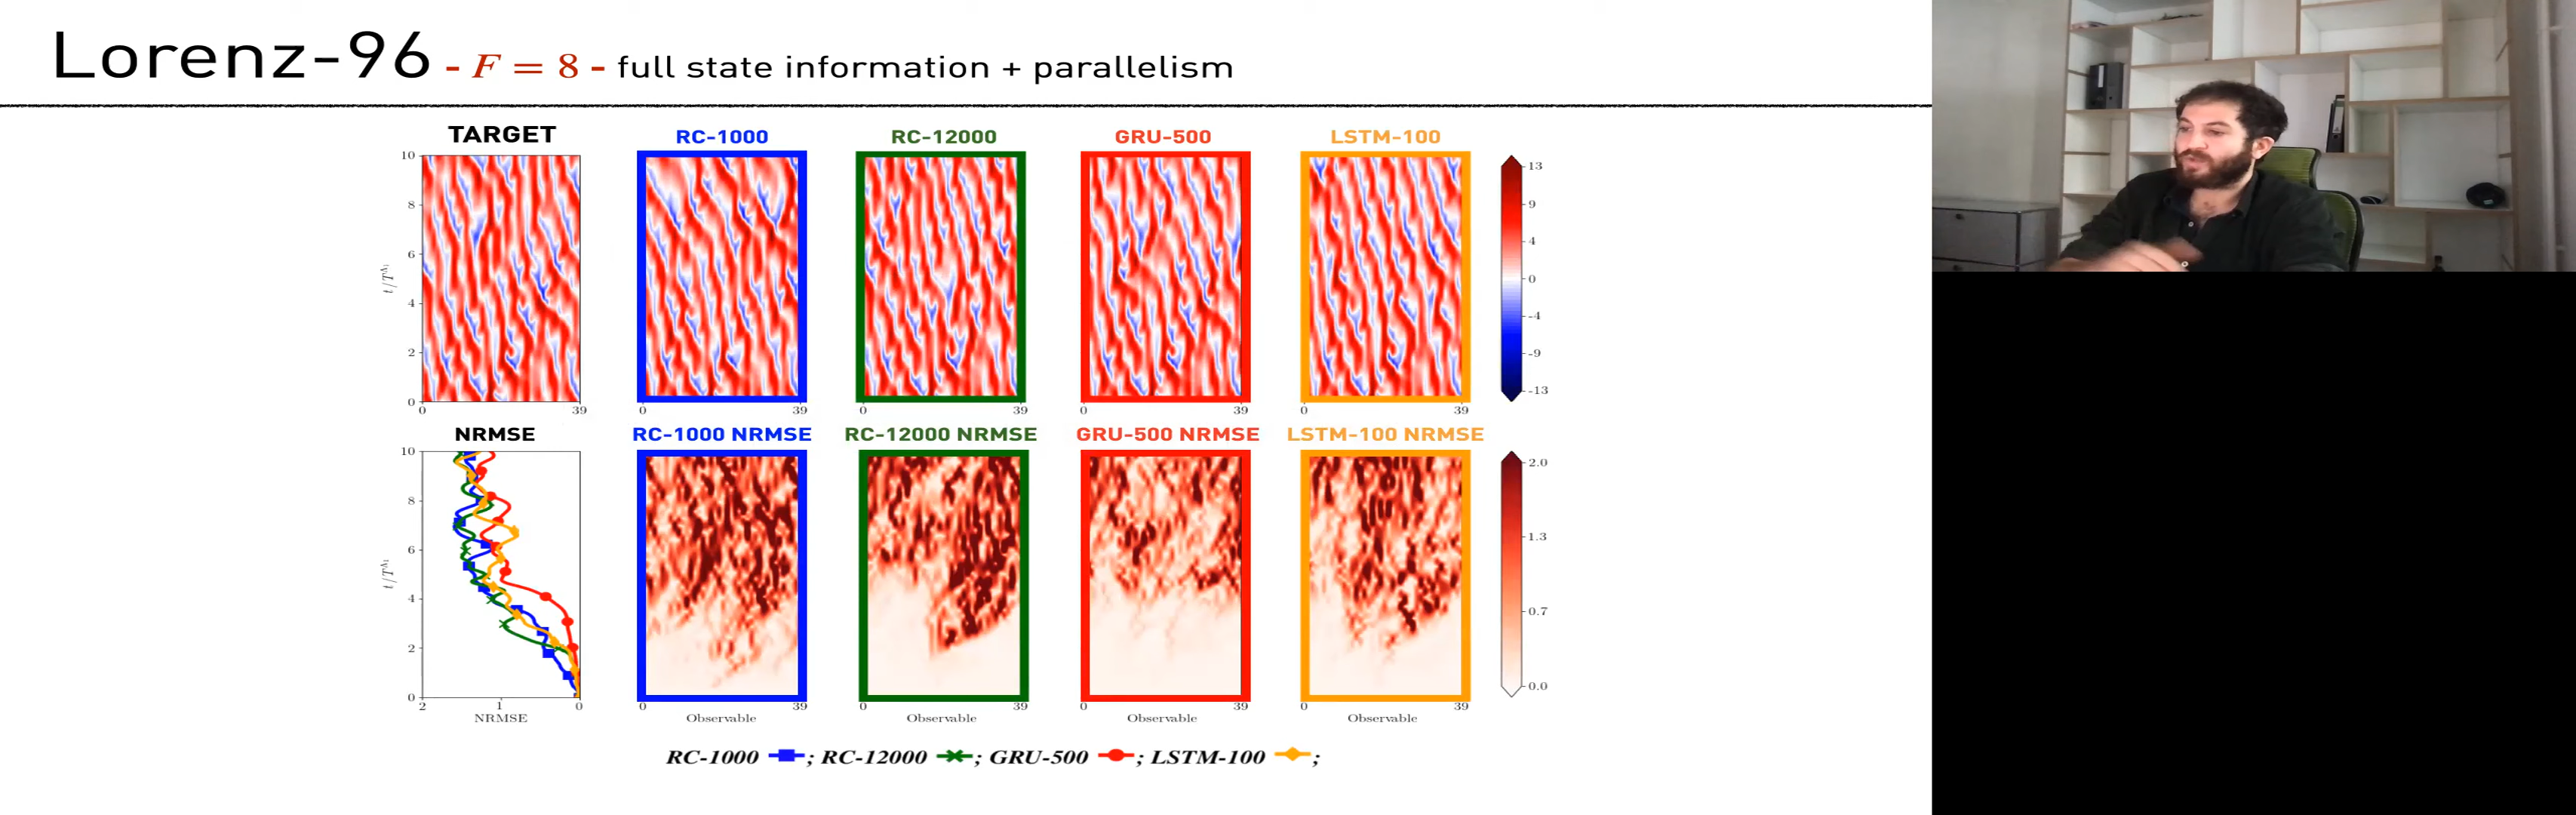 Lorenz-96 - F = 8 - full state information + parallelism
TARGET RC-1000 RC-12000 GRU-500 LSTM-100
10
8
6
4
2
0
t/T^Λ1
0 39 0 39 0 39 0 39 0 39
13
9
4
0
-4
-9
-13
NRMSE RC-1000 NRMSE RC-12000 NRMSE GRU-500 NRMSE LSTM-100 NRMSE
10
8
6
4
2
0
t/T^Λ1
2 1 0 0 39 0 39 0 39 0 39
NRMSE Observable Observable Observable Observable
2.0
1.3
0.7
0.0
RC-1000 ; RC-12000 ; GRU-500 ; LSTM-100 ;